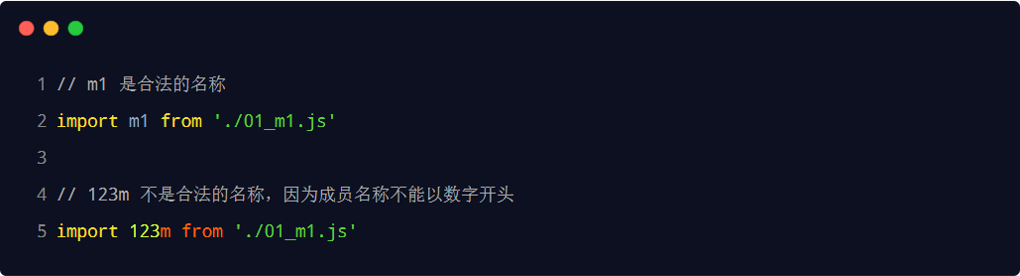 1 // m1 是合法的名称
2 import m1 from './01_m1.js'
3
4 // 123m 不是合法的名称，因为成员名称不能以数字开头
5 import 123m from './01_m1.js'